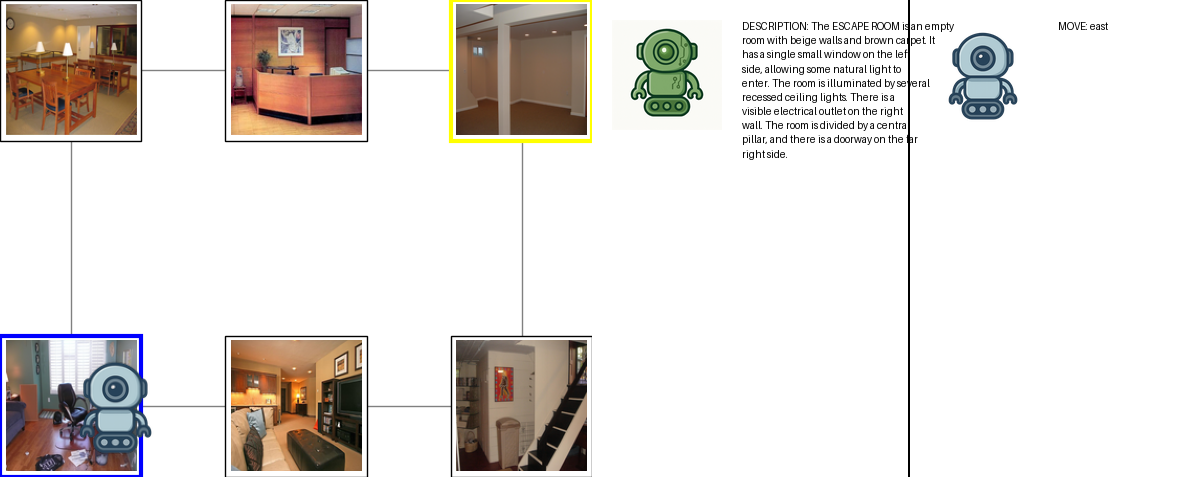 DESCRIPTION: The ESCAPE ROOM is an empty
room with beige walls and brown carpet. It
has a single small window on the left
side, allowing some natural light to
enter. The room is illuminated by several
recessed ceiling lights. There is a
visible electrical outlet on the right
wall. The room is divided by a central
pillar, and there is a doorway on the far
right side.
MOVE: east